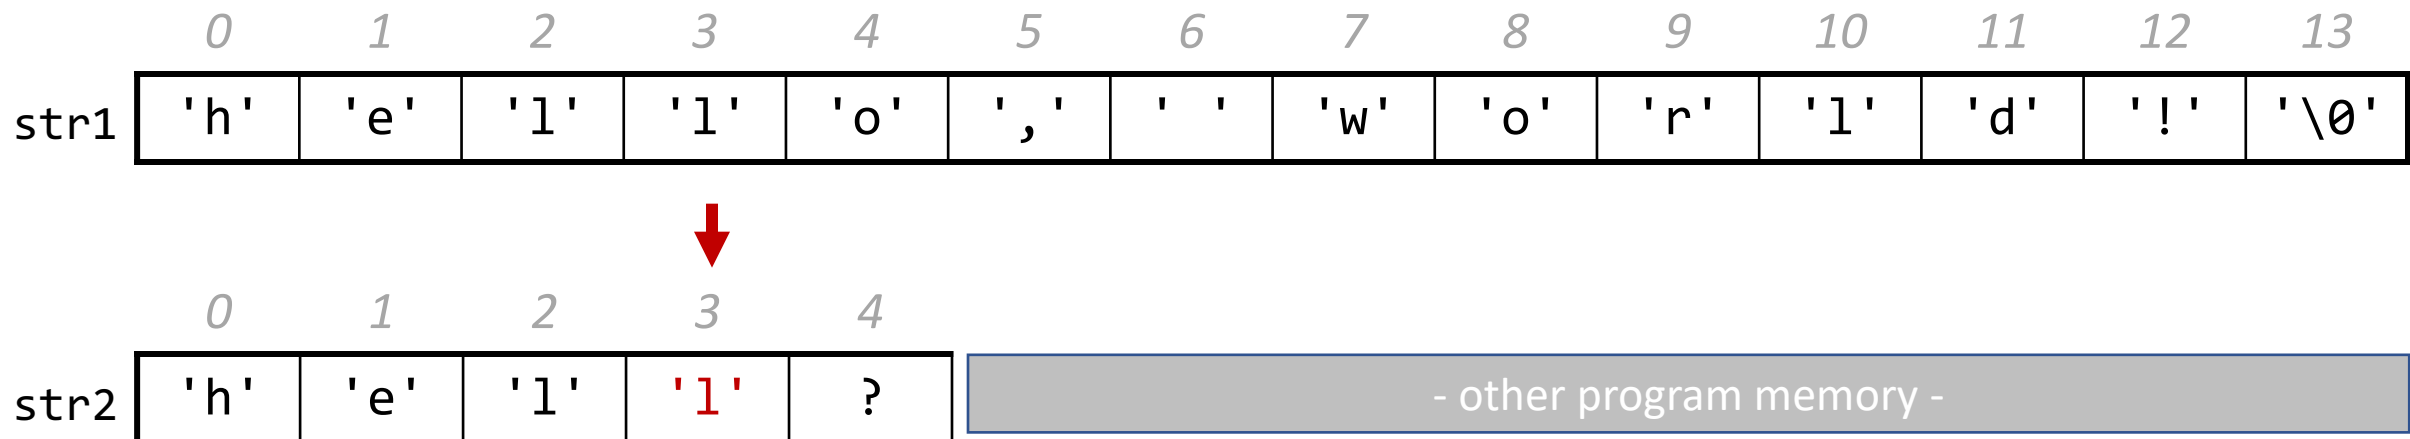 0 1 2 3 4 5 6 7 8 9 10 11 12 13
str1 'h' 'e' 'l' 'l' 'o' ',' ' ' 'w' 'o' 'r' 'l' 'd' '!' '\0'
0 1 2 3 4
str2 'h' 'e' 'l' 'l' ? - other program memory -